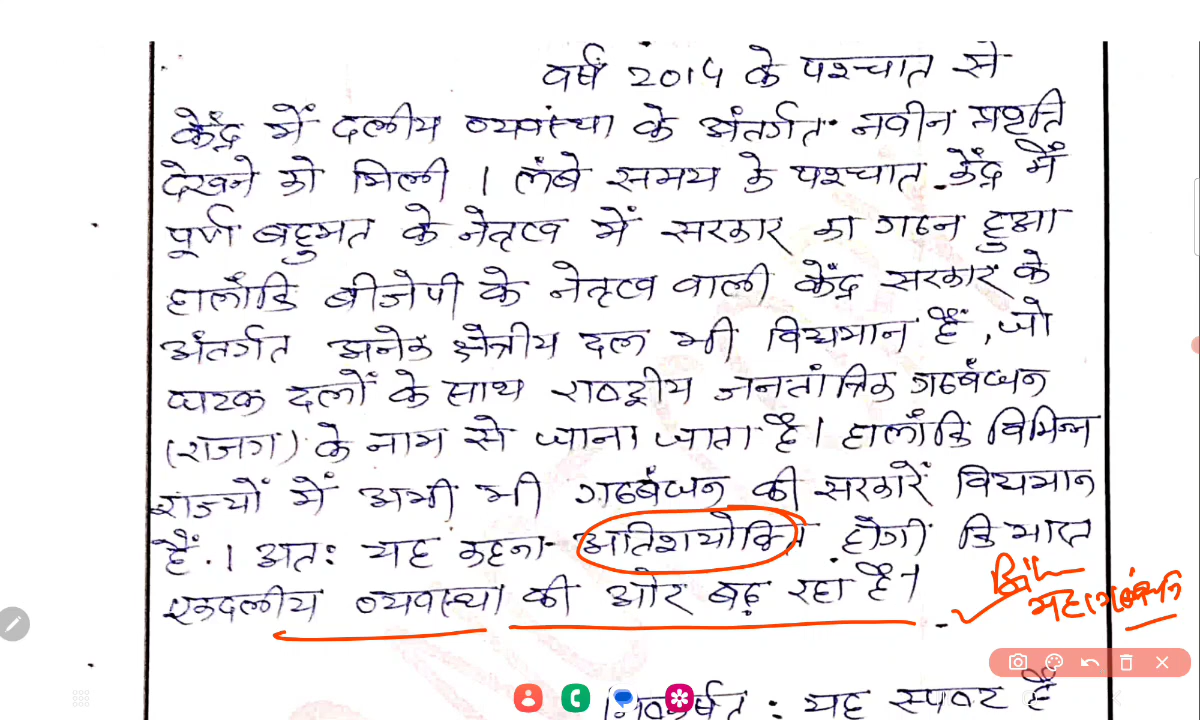 वर्ष 2014 के पश्चात से
केंद्र में दलीय व्यवस्था के अंतर्गत नवीन प्रवृति
देखने को मिली । लंबे समय के पश्चात केंद्र में
पूर्ण बहुमत के नेतृत्व में सरकार का गठन हुआ
हालाँकि बीजेपी के नेतृत्व वाली केंद्र सरकार के
अंतर्गत अनेक क्षेत्रीय दल भी विद्यमान हैं, जो
घटक दलों के साथ राष्ट्रीय जनतांत्रिक गठबंधन
(राजग) के नाम से जाना जाता है। हालाँकि विभिन्न
राज्यों में अभी भी गठबंधन की सरकारें विद्यमान
हैं। अतः यह कहना अतिशयोक्ति होगी कि भारत
एकदलीय व्यवस्था की ओर बढ़ रहा है।
निष्कर्षत : यह स्पष्ट है